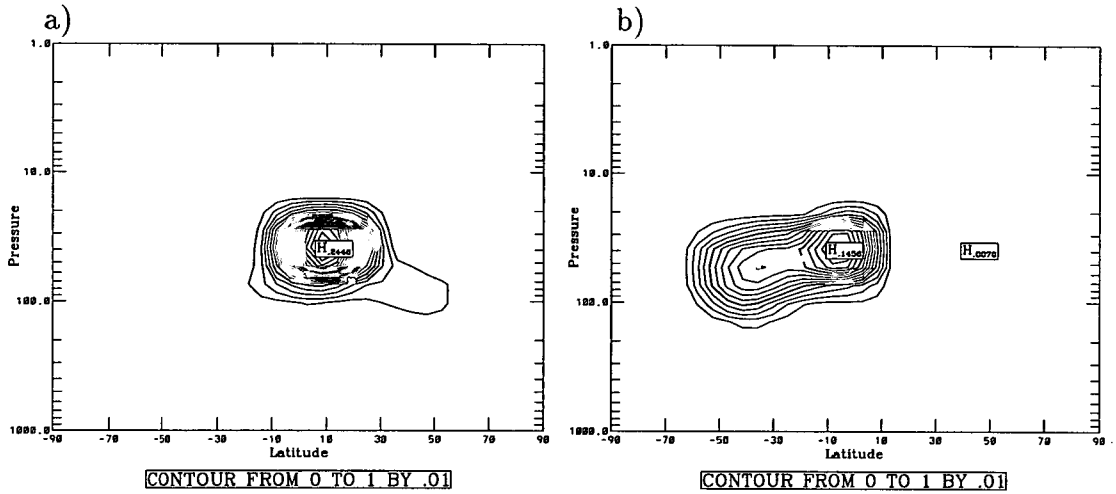 a)
1.0
10.0
100.0
1000.0
Pressure
-90 -70 -50 -30 -10 10 30 50 70 90
Latitude
H .2448
CONTOUR FROM 0 TO 1 BY .01
b)
1.0
10.0
100.0
1000.0
Pressure
-90 -70 -50 -30 -10 10 30 50 70 90
Latitude
H .1456
H .0070
CONTOUR FROM 0 TO 1 BY .01